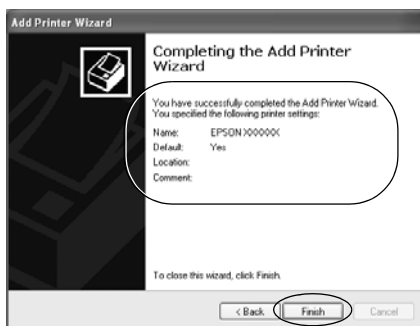 Add Printer Wizard
Completing the Add Printer
Wizard
You have successfully completed the Add Printer Wizard.
You specified the following printer settings:
Name: EPSON XXXXXX
Default: Yes
Location:
Comment:
To close this wizard, click Finish.
< Back Finish Cancel